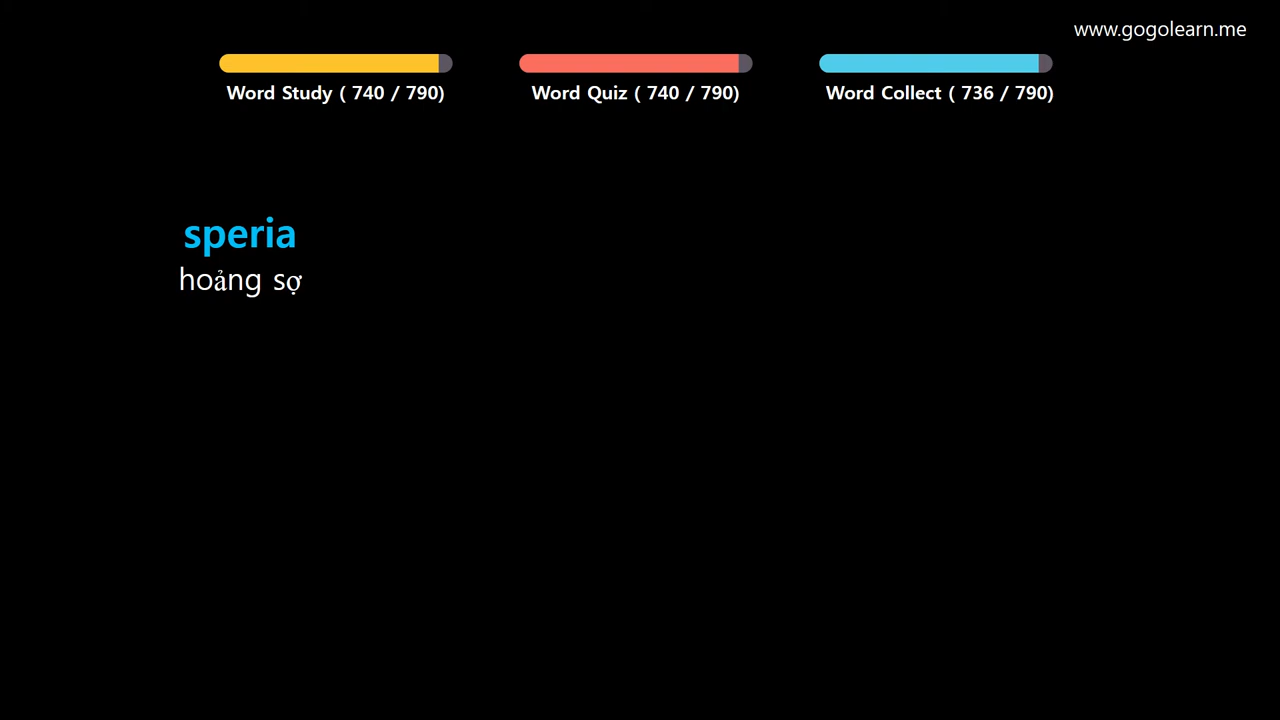 www.gogolearn.me
Word Study ( 740 / 790)
Word Quiz ( 740 / 790)
Word Collect ( 736 / 790)
speria
hoảng sợ